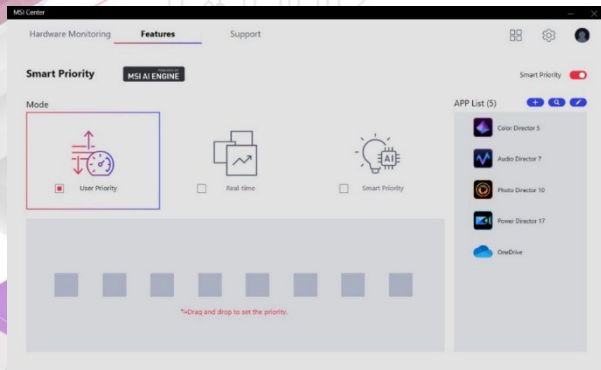 MSI Center
Hardware Monitoring
Features
Support
Smart Priority
POWERED BY
MSI AI ENGINE
Smart Priority
Mode
APP List (5)
User Priority
Real-time
Smart Priority
Color Director 5
Audio Director 7
Photo Director 10
Power Director 17
OneDrive
*Drag and drop to set the priority.